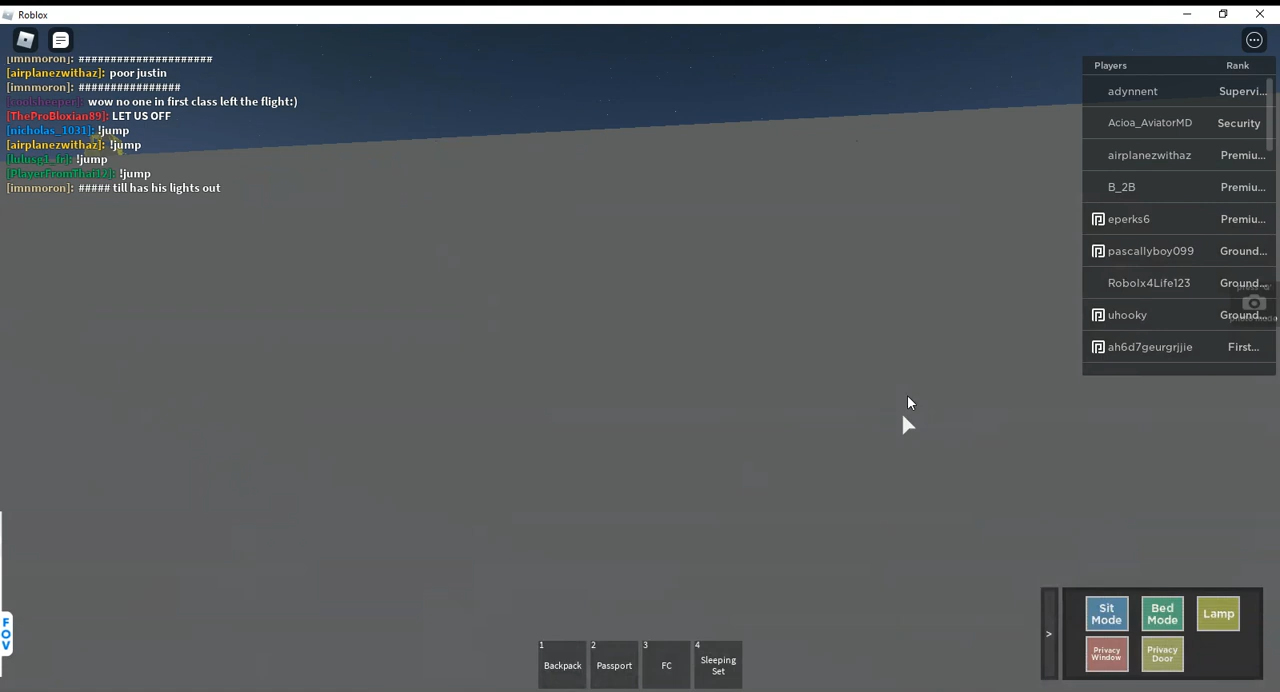 Roblox
[imnmoron]: #####################
[airplanezwithaz]: poor justin
[imnmoron]: ################
[coolsheeper]: wow no one in first class left the flight:)
[TheProBloxian89]: LET US OFF
[nicholas_1031]: !jump
[airplanezwithaz]: !jump
[lulusg1_fr]: !jump
[PlayerFromThai12]: !jump
[imnmoron]: ##### till has his lights out
Players Rank
adynnent Supervi...
Acioa_AviatorMD Security
airplanezwithaz Premiu...
B_2B Premiu...
eperks6 Premiu...
pascallyboy099 Ground...
Robolx4Life123 Ground...
uhooky Ground...
ah6d7geurgrjjie First...
FOV
1 Backpack
2 Passport
3 FC
4 Sleeping Set
>
Sit Mode
Bed Mode
Lamp
Privacy Window
Privacy Door